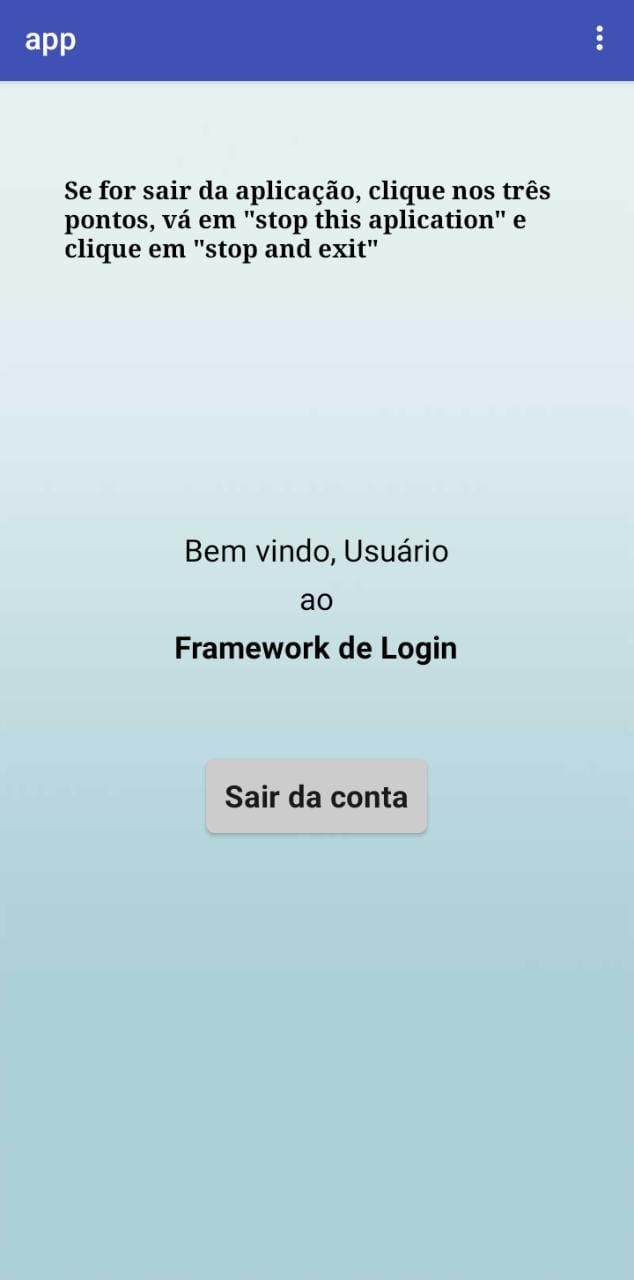 app
Se for sair da aplicação, clique nos três
pontos, vá em "stop this aplication" e
clique em "stop and exit"
Bem vindo, Usuário
ao
Framework de Login
Sair da conta